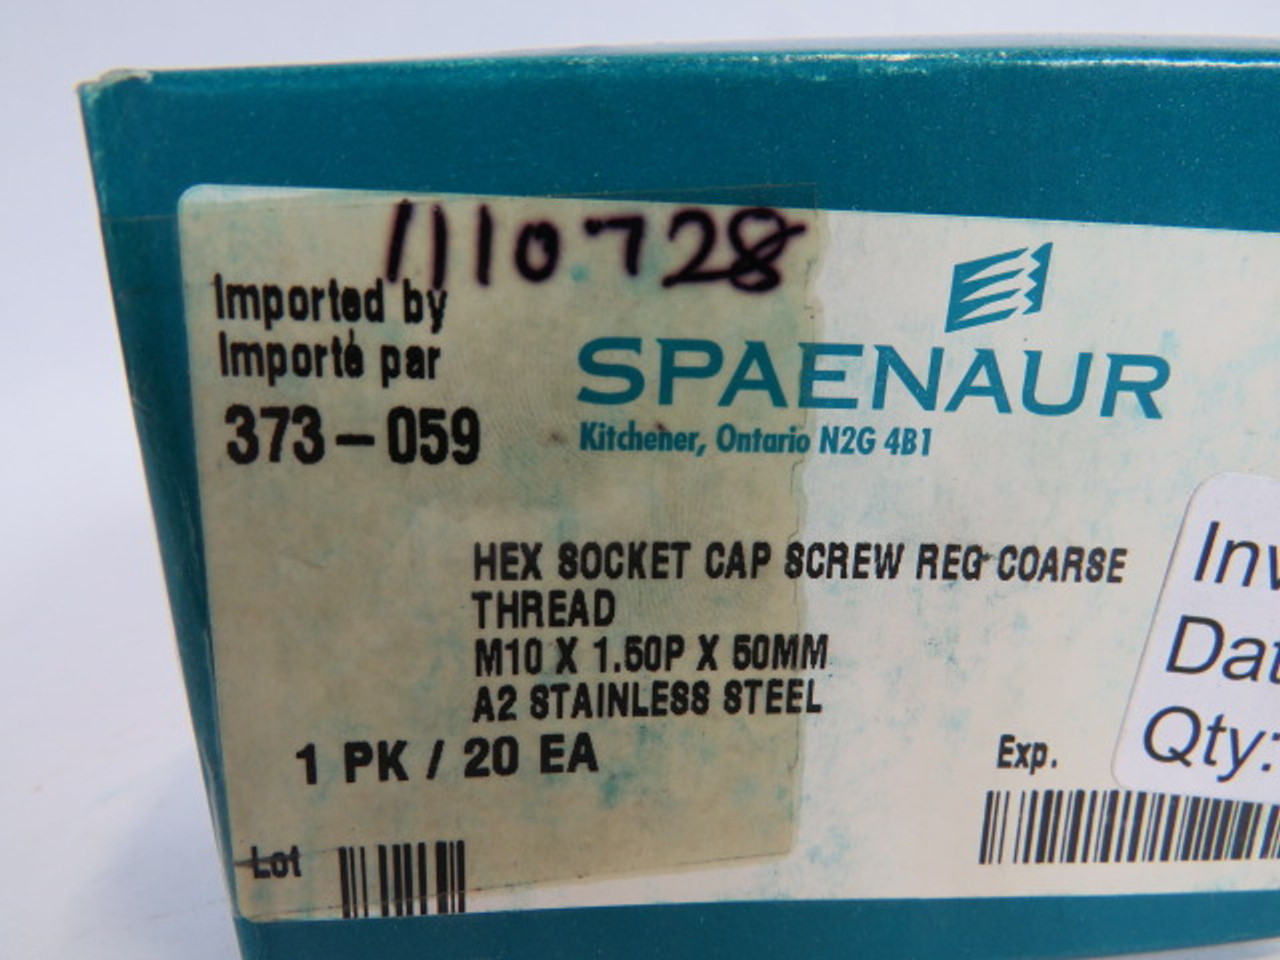 1110728
Imported by
Importé par
373-059
SPAENAUR
Kitchener, Ontario N2G 4B1
HEX SOCKET CAP SCREW REG COARSE
THREAD
M10 X 1.50P X 50MM
A2 STAINLESS STEEL
1 PK / 20 EA
Exp.
Lot
Qty: